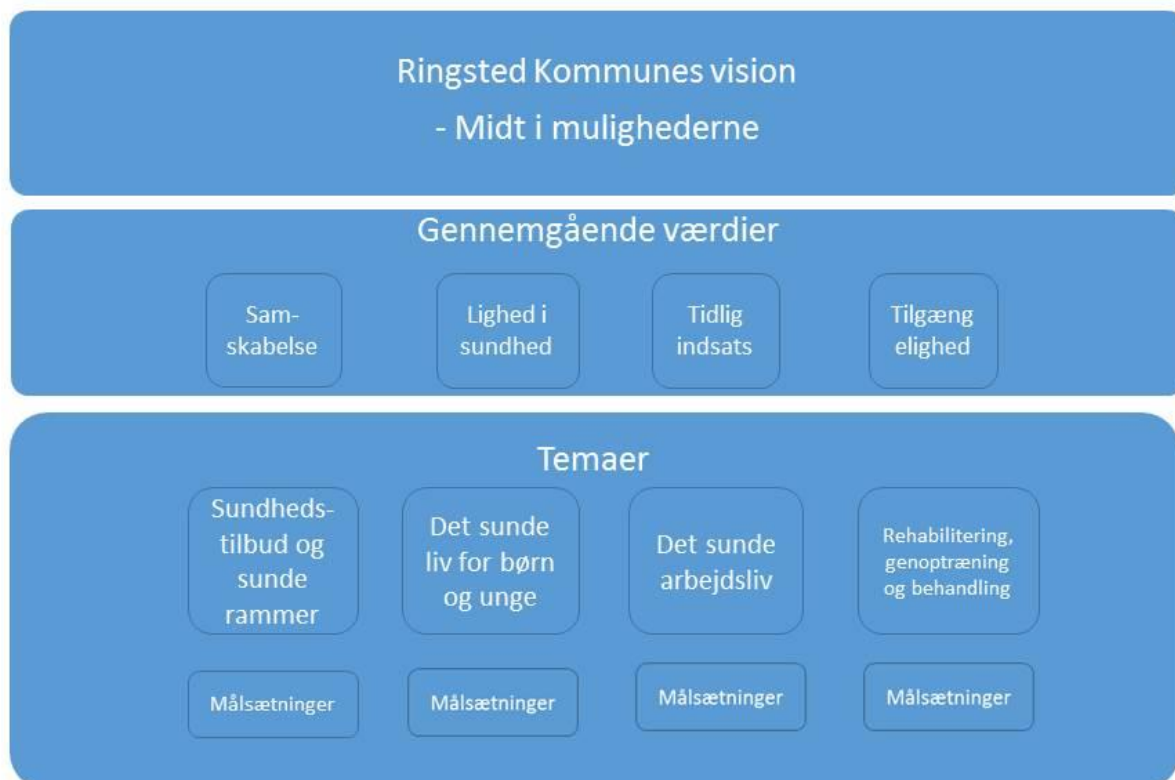 Ringsted Kommunes vision
- Midt i mulighederne
Gennemgående værdier
Sam-
skabelse
Lighed i
sundhed
Tidlig
indsats
Tilgæng
elighed
Temaer
Sundheds-
tilbud og
sunde
rammer
Det sunde
liv for børn
og unge
Det sunde
arbejdsliv
Rehabilitering,
genoptræning
og behandling
Målsætninger
Målsætninger
Målsætninger
Målsætninger